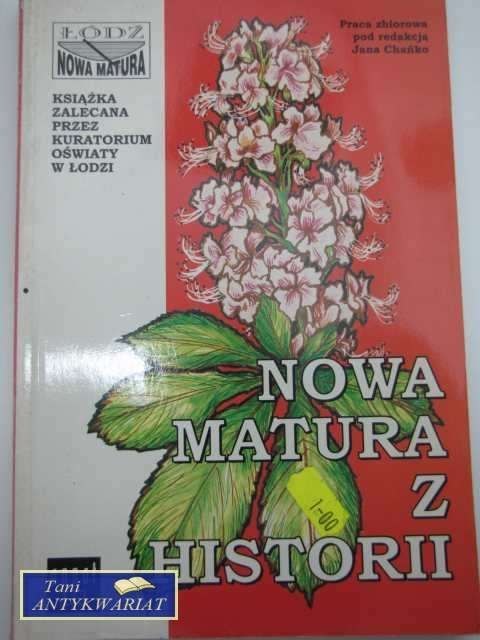 ŁÓDŹ
NOWA MATURA
KSIĄŻKA
ZALECANA
PRZEZ
KURATORIUM
OŚWIATY
W ŁODZI
Praca zbiorowa
pod redakcją
Jana Chańko
NOWA
MATURA
Z
HISTORII
1=00
Tani
ANTYKWARIAT